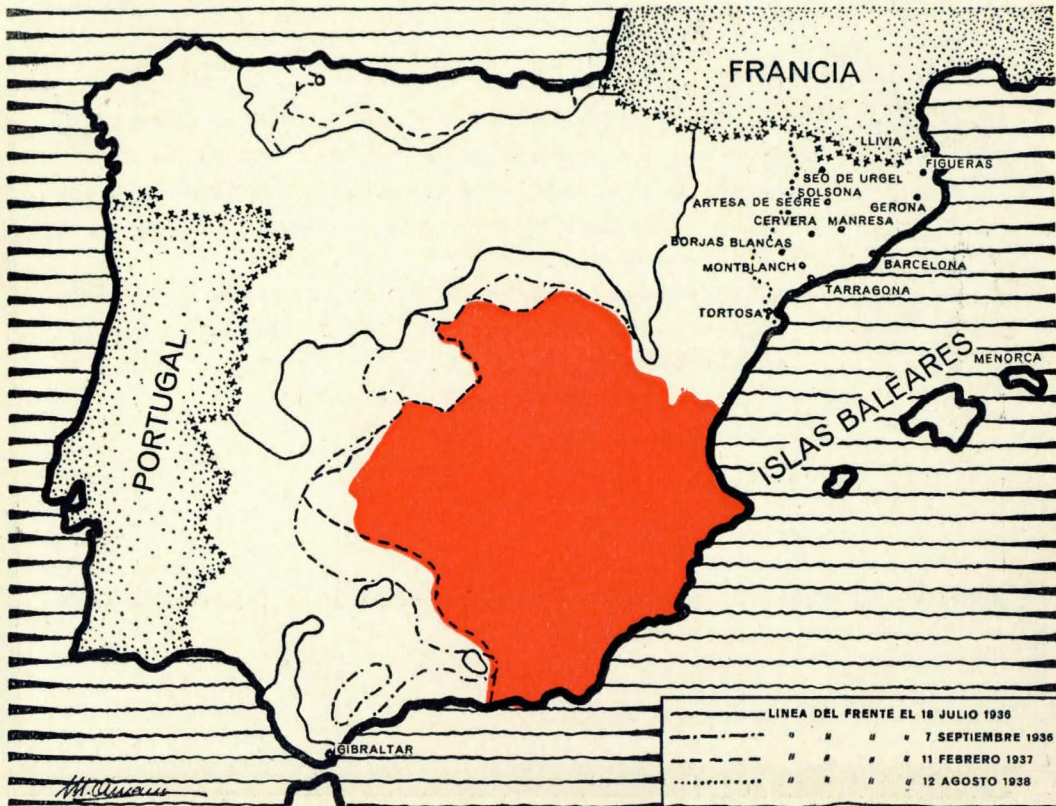 FRANCIA
LLIVIA
FIGUERAS
SEO DE URGEL
SOLSONA
ARTESA DE SEGRE
GERONA
CERVERA MANRESA
BORJAS BLANCAS
MONTBLANCH
BARCELONA
TARRAGONA
TORTOSA
PORTUGAL
ISLAS BALEARES
MENORCA
GIBRALTAR
LINEA DEL FRENTE EL 18 JULIO 1936
" " " " 7 SEPTIEMBRE 1936
" " " " 11 FEBRERO 1937
" " " " 12 AGOSTO 1938